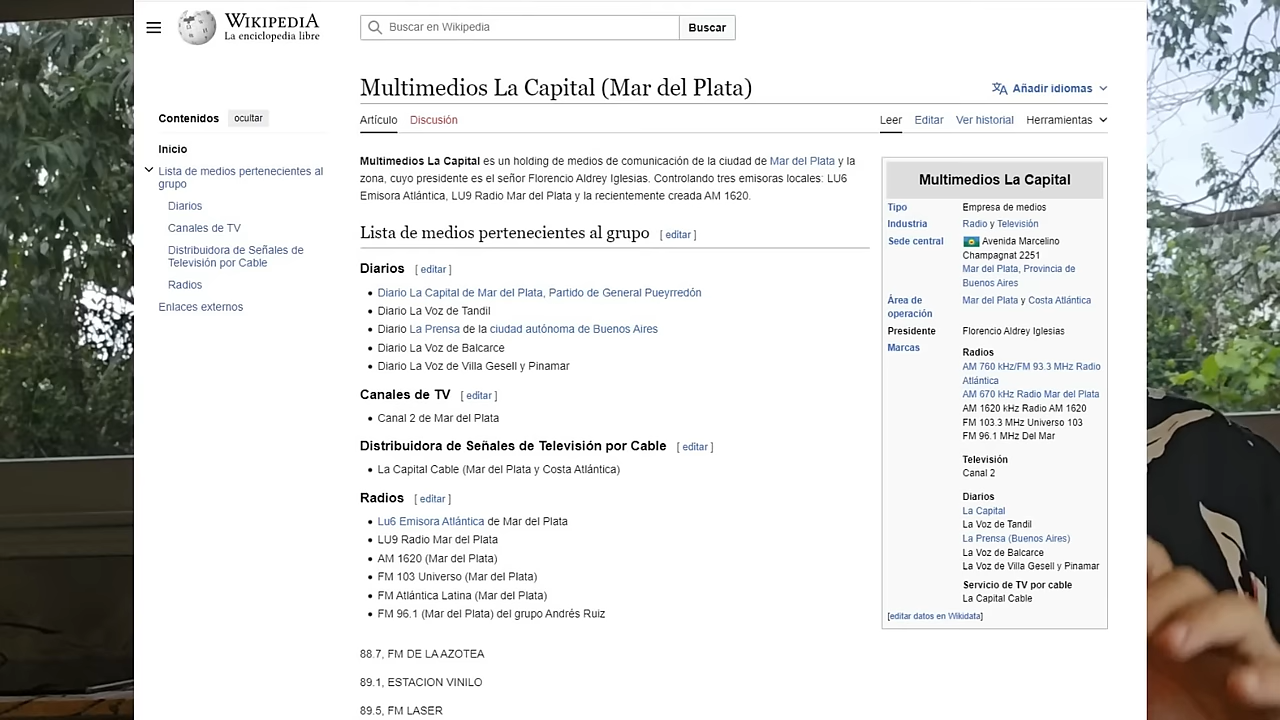 WIKIPEDIA
La enciclopedia libre
Buscar en Wikipedia
Buscar
Multimedios La Capital (Mar del Plata)
Añadir idiomas
Artículo
Discusión
Leer
Editar
Ver historial
Herramientas
Contenidos
ocultar
Inicio
Lista de medios pertenecientes al
grupo
Diarios
Canales de TV
Distribuidora de Señales de
Televisión por Cable
Radios
Enlaces externos
Multimedios La Capital es un holding de medios de comunicación de la ciudad de Mar del Plata y la
zona, cuyo presidente es el señor Florencio Aldrey Iglesias. Controlando tres emisoras locales: LU6
Emisora Atlántica, LU9 Radio Mar del Plata y la recientemente creada AM 1620.
Lista de medios pertenecientes al grupo [ editar ]
Diarios [ editar ]
• Diario La Capital de Mar del Plata, Partido de General Pueyrredón
• Diario La Voz de Tandil
• Diario La Prensa de la ciudad autónoma de Buenos Aires
• Diario La Voz de Balcarce
• Diario La Voz de Villa Gesell y Pinamar
Canales de TV [ editar ]
• Canal 2 de Mar del Plata
Distribuidora de Señales de Televisión por Cable [ editar ]
• La Capital Cable (Mar del Plata y Costa Atlántica)
Radios [ editar ]
• Lu6 Emisora Atlántica de Mar del Plata
• LU9 Radio Mar del Plata
• AM 1620 (Mar del Plata)
• FM 103 Universo (Mar del Plata)
• FM Atlántica Latina (Mar del Plata)
• FM 96.1 (Mar del Plata) del grupo Andrés Ruiz
88.7, FM DE LA AZOTEA
89.1, ESTACION VINILO
89.5, FM LASER
Multimedios La Capital
Tipo Empresa de medios
Industria Radio y Televisión
Sede central Avenida Marcelino
Champagnat 2251
Mar del Plata, Provincia de
Buenos Aires
Área de Mar del Plata y Costa Atlántica
operación
Presidente Florencio Aldrey Iglesias
Marcas
Radios
AM 760 kHz/FM 93.3 MHz Radio
Atlántica
AM 670 kHz Radio Mar del Plata
AM 1620 kHz Radio AM 1620
FM 103.3 MHz Universo 103
FM 96.1 MHz Del Mar
Televisión
Canal 2
Diarios
La Capital
La Voz de Tandil
La Prensa (Buenos Aires)
La Voz de Balcarce
La Voz de Villa Gesell y Pinamar
Servicio de TV por cable
La Capital Cable
[editar datos en Wikidata]